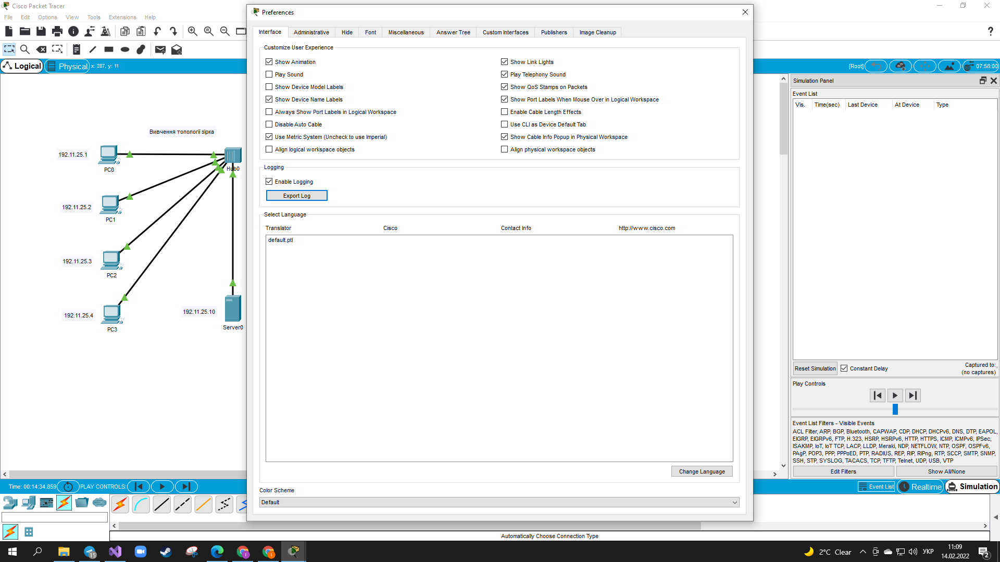 Cisco Packet Tracer
File Edit Options View Tools Extensions Help
Logical
Physical
x: 287, y: 11
[Root]
07:58:00
Вивчення топології зірка
192.11.25.1
PC0
Hub0
192.11.25.2
PC1
192.11.25.3
PC2
192.11.25.4
PC3
192.11.25.10
Server0
Preferences
Interface Administrative Hide Font Miscellaneous Answer Tree Custom Interfaces Publishers Image Cleanup
Customize User Experience
Show Animation
Show Link Lights
Play Sound
Play Telephony Sound
Show Device Model Labels
Show QoS Stamps on Packets
Show Device Name Labels
Show Port Labels When Mouse Over in Logical Workspace
Always Show Port Labels in Logical Workspace
Enable Cable Length Effects
Disable Auto Cable
Use CLI as Device Default Tab
Use Metric System (Uncheck to use Imperial)
Show Cable Info Popup in Physical Workspace
Align logical workspace objects
Align physical workspace objects
Logging
Enable Logging
Export Log
Select Language
Translator Cisco Contact Info http://www.cisco.com
default.ptl
Change Language
Color Scheme
Default
Simulation Panel
Event List
Vis. Time(sec) Last Device At Device Type
Reset Simulation
Constant Delay
Captured to:
(no captures)
Play Controls
Event List Filters - Visible Events
ACL Filter, ARP, BGP, Bluetooth, CAPWAP, CDP, DHCP, DHCPv6, DNS, DTP, EAPOL,
EIGRP, EIGRPv6, FTP, H.323, HSRP, HSRPv6, HTTP, HTTPS, ICMP, ICMPv6, IPSec,
ISAKMP, IoT, IoT TCP, LACP, LLDP, Meraki, NDP, NETFLOW, NTP, OSPF, OSPFv6,
PAgP, POP3, PPP, PPPoED, PTP, RADIUS, REP, RIP, RIPng, RTP, SCCP, SMTP, SNMP,
SSH, STP, SYSLOG, TACACS, TCP, TFTP, Telnet, UDP, USB, VTP
Edit Filters
Show All/None
Time: 00:14:34.859
PLAY CONTROLS:
Event List
Realtime
Simulation
Automatically Choose Connection Type
15
2°C Clear
УКР
11:09
14.02.2022
2